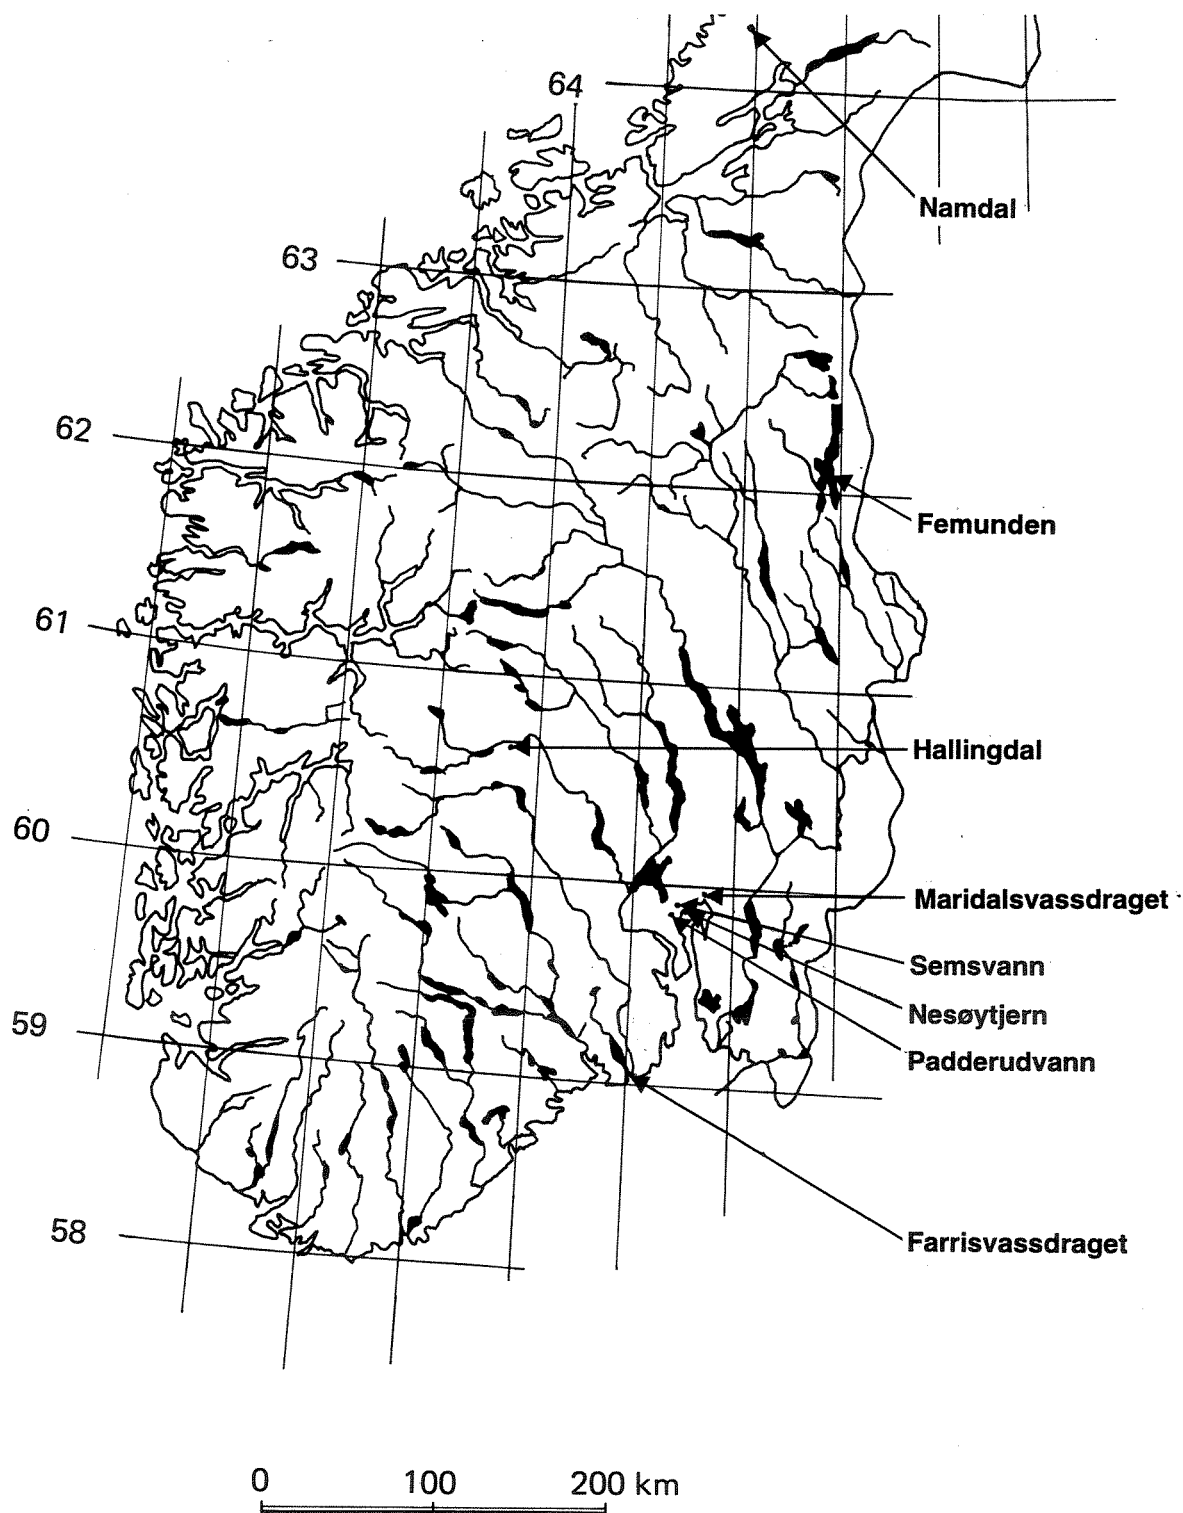 64
Namdal
63
62
Femunden
61
Hallingdal
60
Maridalsvassdraget
Semsvann
Nesøytjern
59
Padderudvann
58
Farrisvassdraget
0 100 200 km